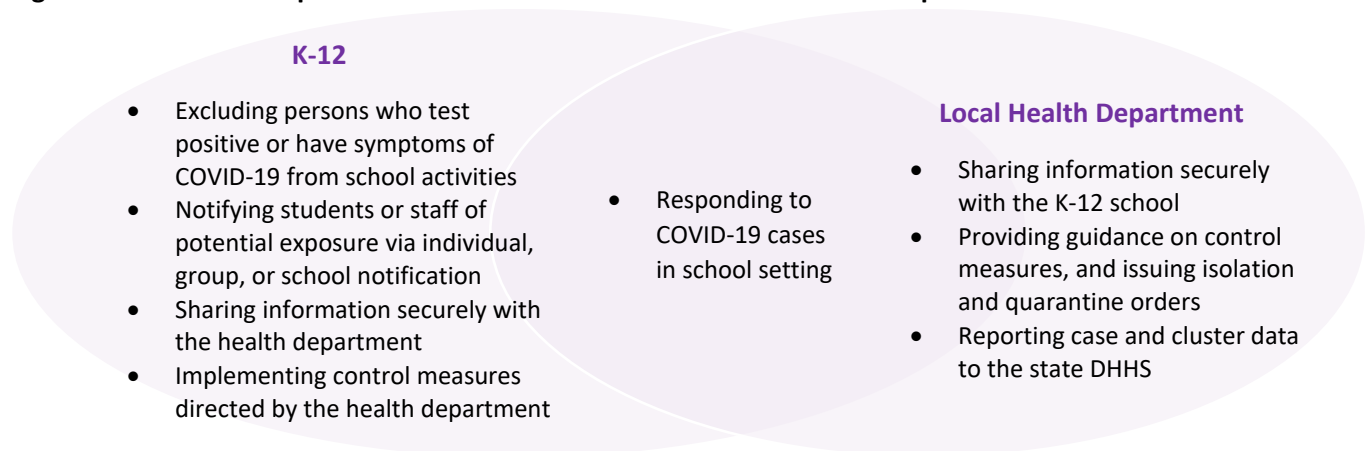 K-12
• Excluding persons who test
positive or have symptoms of
COVID-19 from school activities
• Notifying students or staff of
potential exposure via individual,
group, or school notification
• Sharing information securely with
the health department
• Implementing control measures
directed by the health department
• Responding to
COVID-19 cases
in school setting
Local Health Department
• Sharing information securely
with the K-12 school
• Providing guidance on control
measures, and issuing isolation
and quarantine orders
• Reporting case and cluster data
to the state DHHS